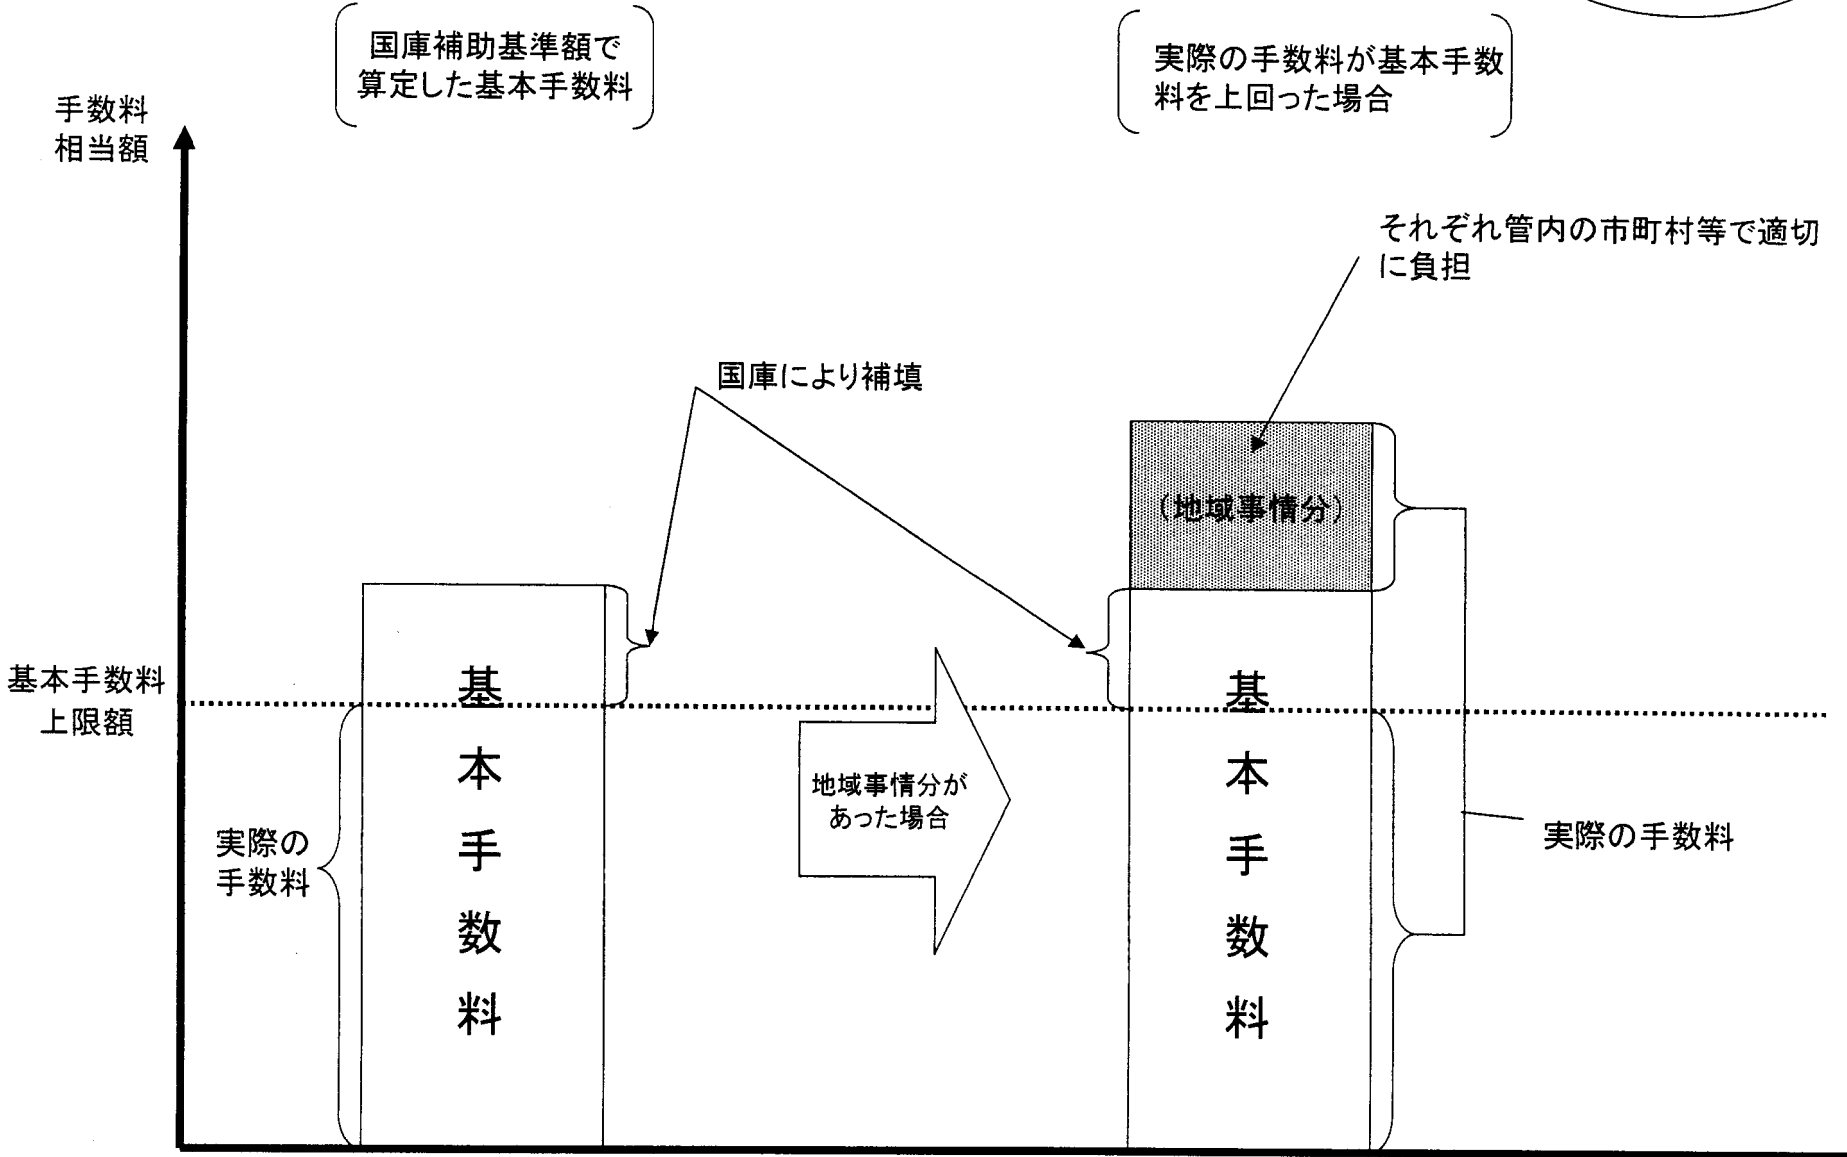 国庫補助基準額で
算定した基本手数料
実際の手数料が基本手数
料を上回った場合
手数料
相当額
それぞれ管内の市町村等で適切
に負担
国庫により補填
(地域事情分)
基本手数料
上限額
基本手数料
基本手数料
地域事情分が
あった場合
実際の
手数料
実際の手数料